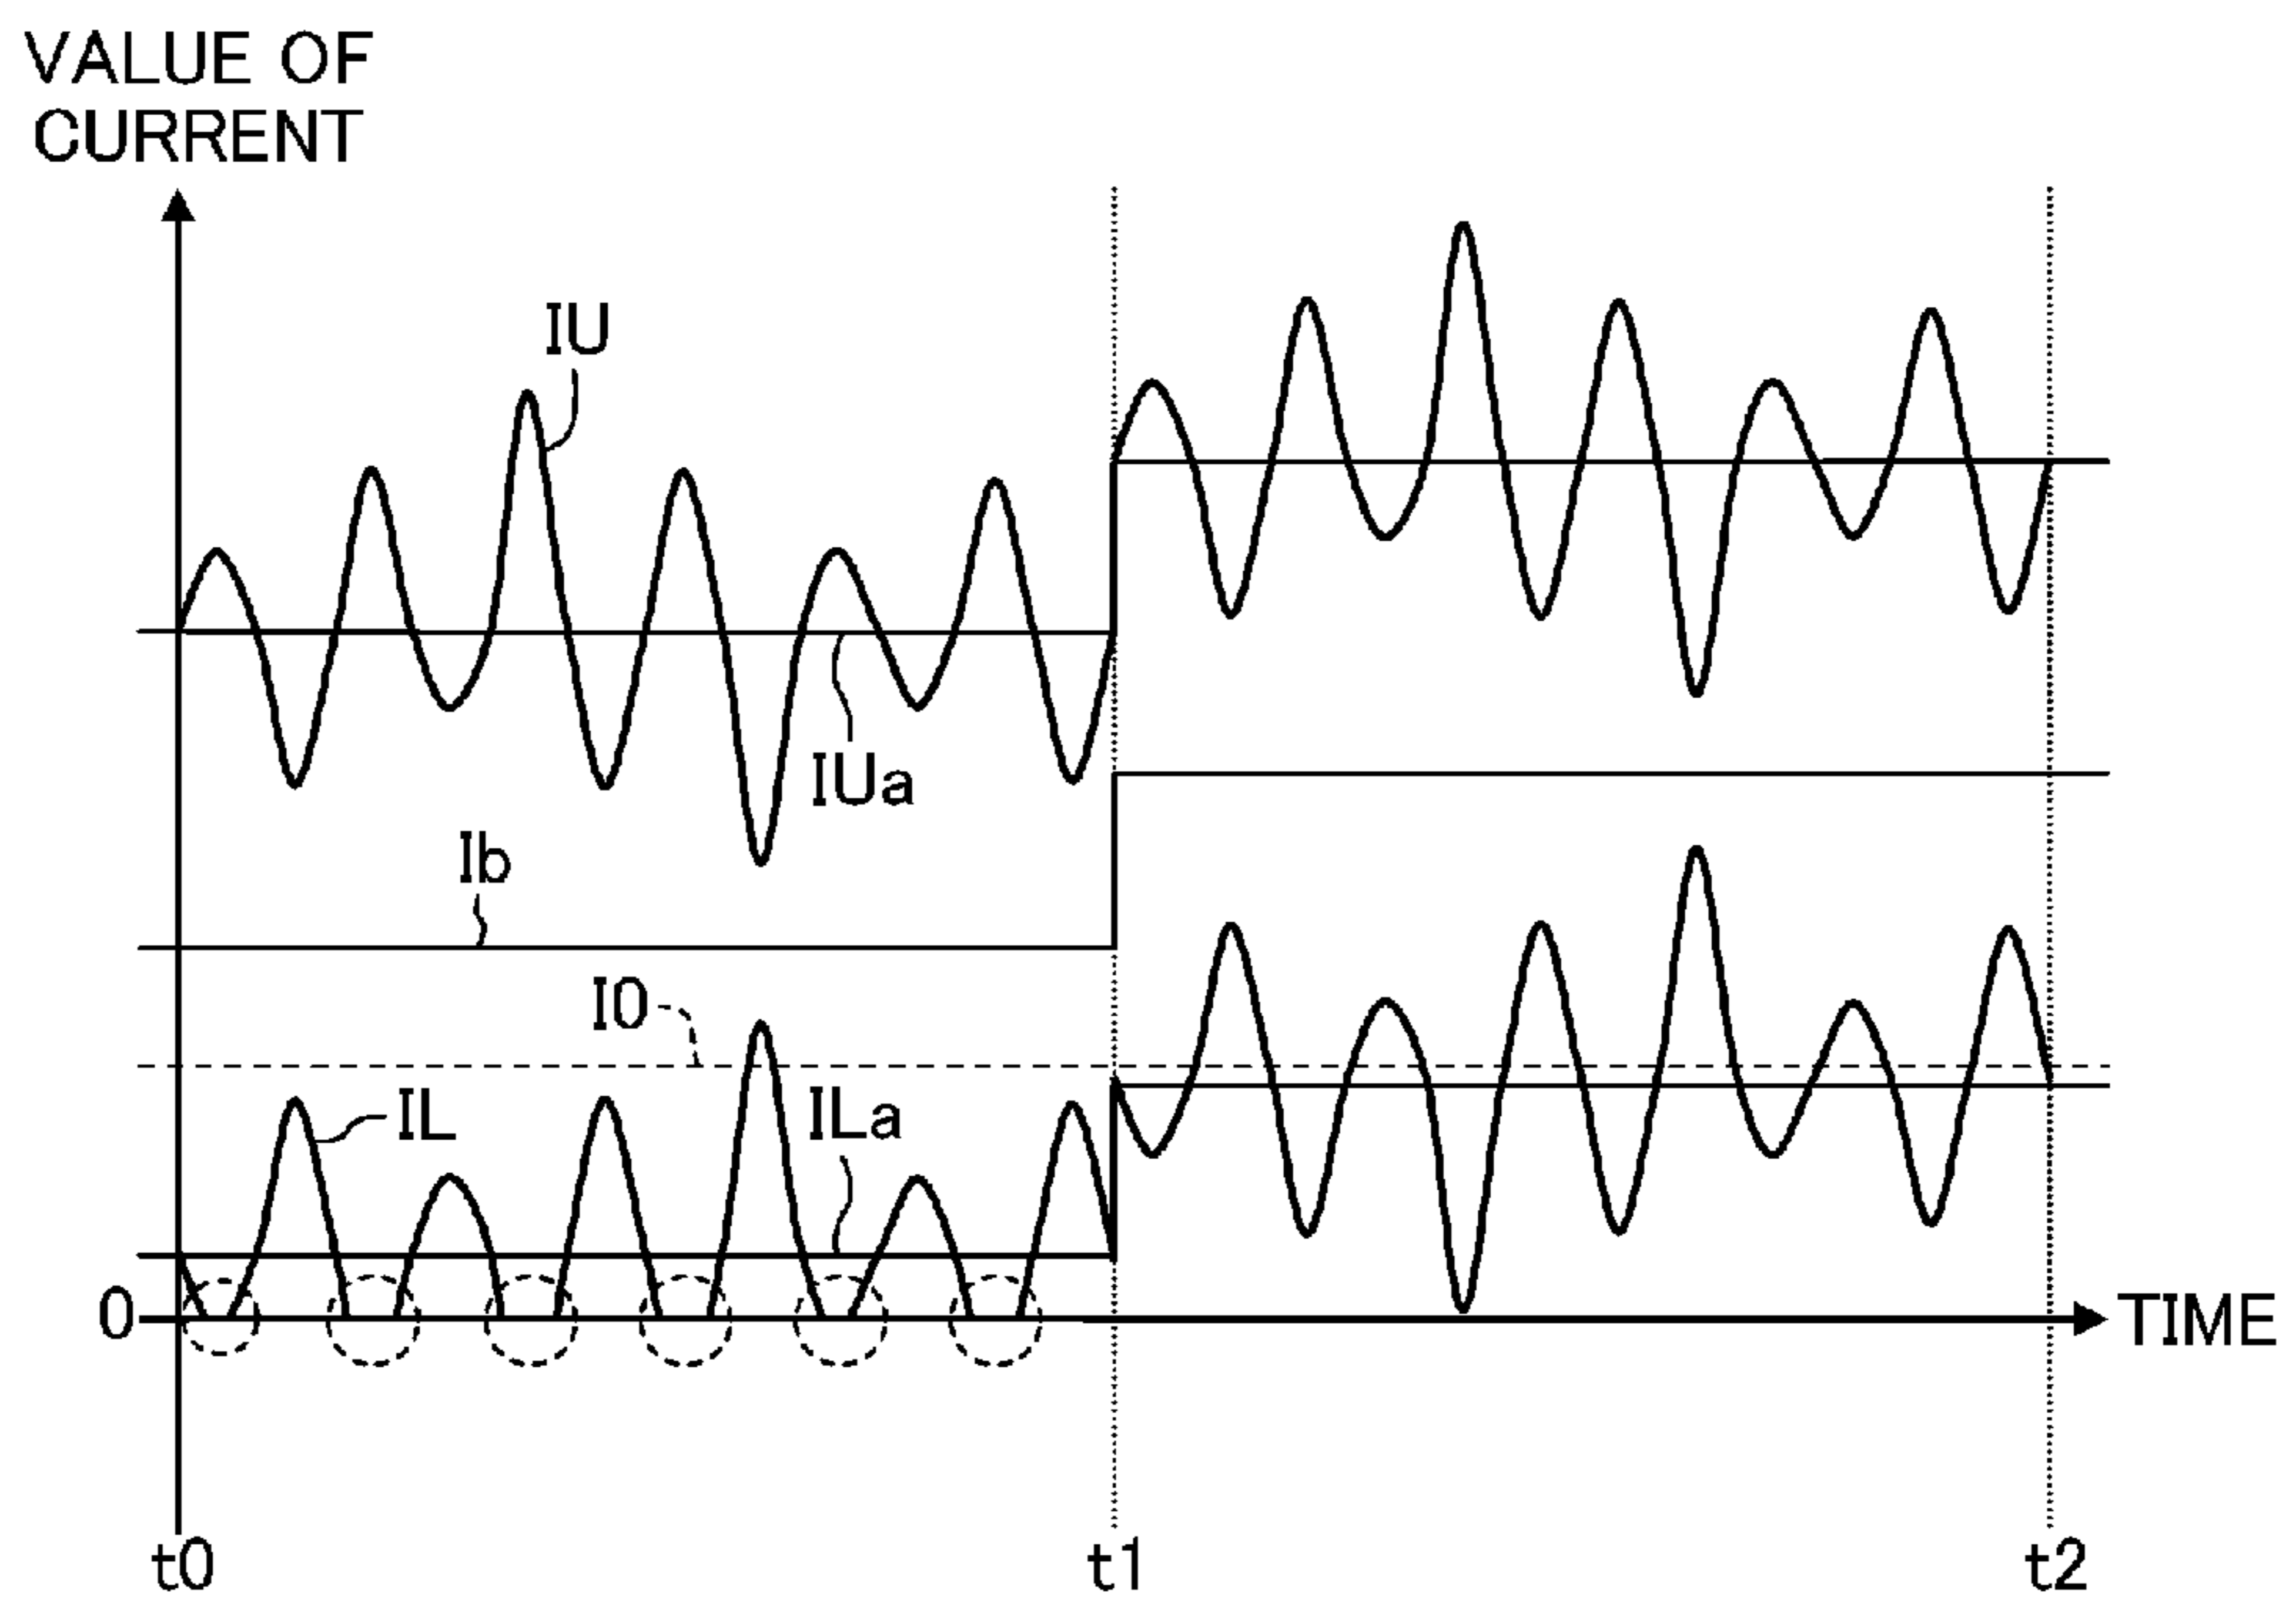 VALUE OF
CURRENT
IU
IUa
Ib
I0
IL
ILa
0
TIME
t0
t1
t2